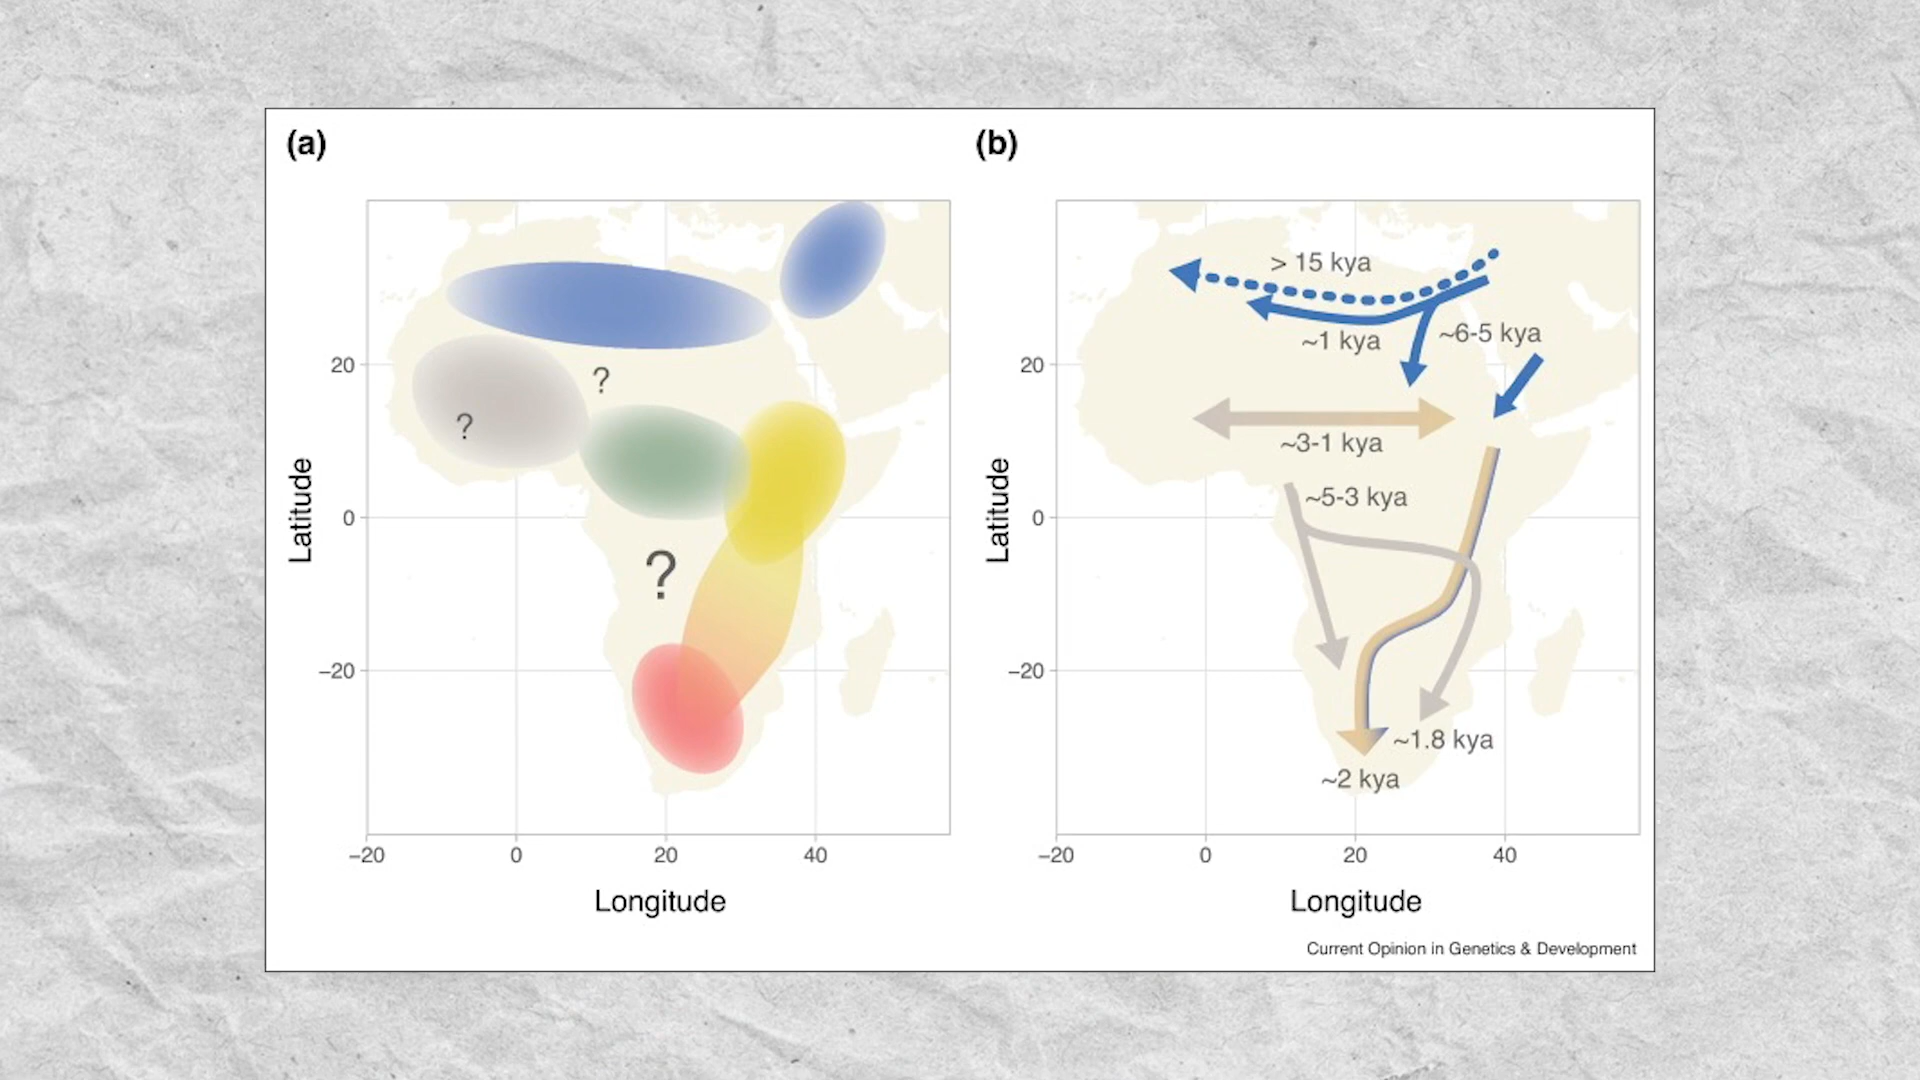 (a)
?
?
?
20
0
−20
Latitude
−20
0
20
40
Longitude
(b)
> 15 kya
~1 kya
~6-5 kya
~3-1 kya
~5-3 kya
~1.8 kya
~2 kya
20
0
−20
Latitude
−20
0
20
40
Longitude
Current Opinion in Genetics & Development